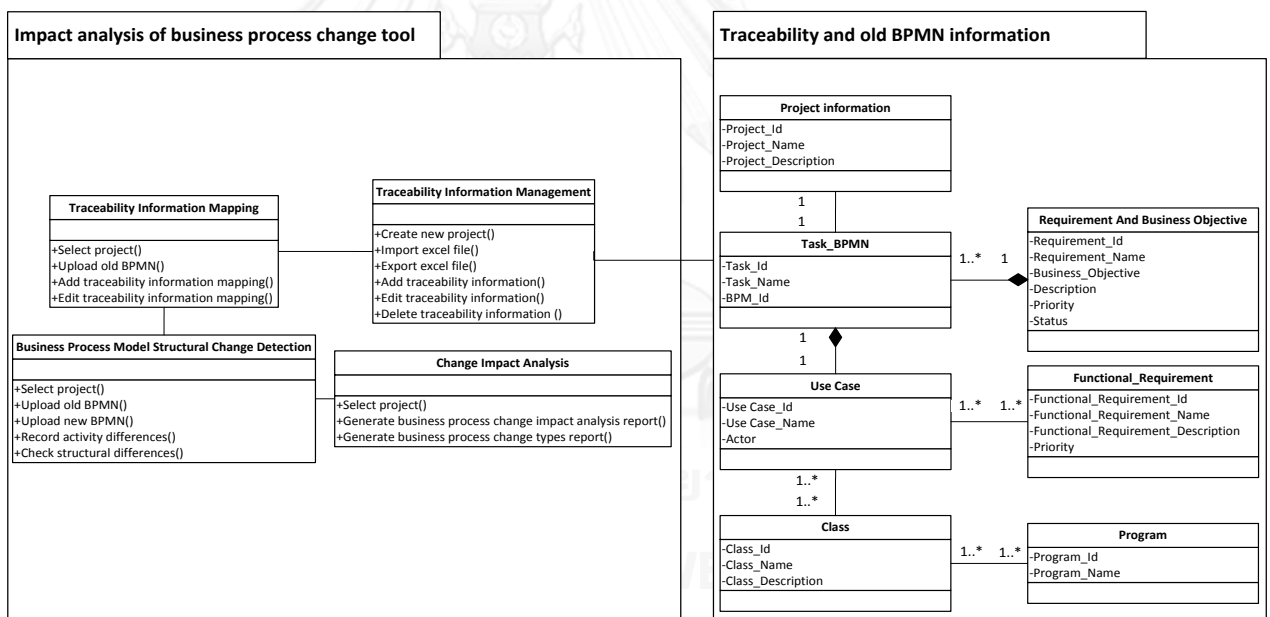 Impact analysis of business process change tool
Traceability Information Mapping
+Select project()
+Upload old BPMN()
+Add traceability information mapping()
+Edit traceability information mapping()
Traceability Information Management
+Create new project()
+Import excel file()
+Export excel file()
+Add traceability information()
+Edit traceability information()
+Delete traceability information ()
Business Process Model Structural Change Detection
+Select project()
+Upload old BPMN()
+Upload new BPMN()
+Record activity differences()
+Check structural differences()
Change Impact Analysis
+Select project()
+Generate business process change impact analysis report()
+Generate business process change types report()
Traceability and old BPMN information
Project information
-Project_Id
-Project_Name
-Project_Description
1
1
Task_BPMN
-Task_Id
-Task_Name
-BPM_Id
1..* 1
Requirement And Business Objective
-Requirement_Id
-Requirement_Name
-Business_Objective
-Description
-Priority
-Status
1
1
Use Case
-Use Case_Id
-Use Case_Name
-Actor
1..* 1..*
Functional_Requirement
-Functional_Requirement_Id
-Functional_Requirement_Name
-Functional_Requirement_Description
-Priority
1..*
1..*
Class
-Class_Id
-Class_Name
-Class_Description
1..* 1..*
Program
-Program_Id
-Program_Name